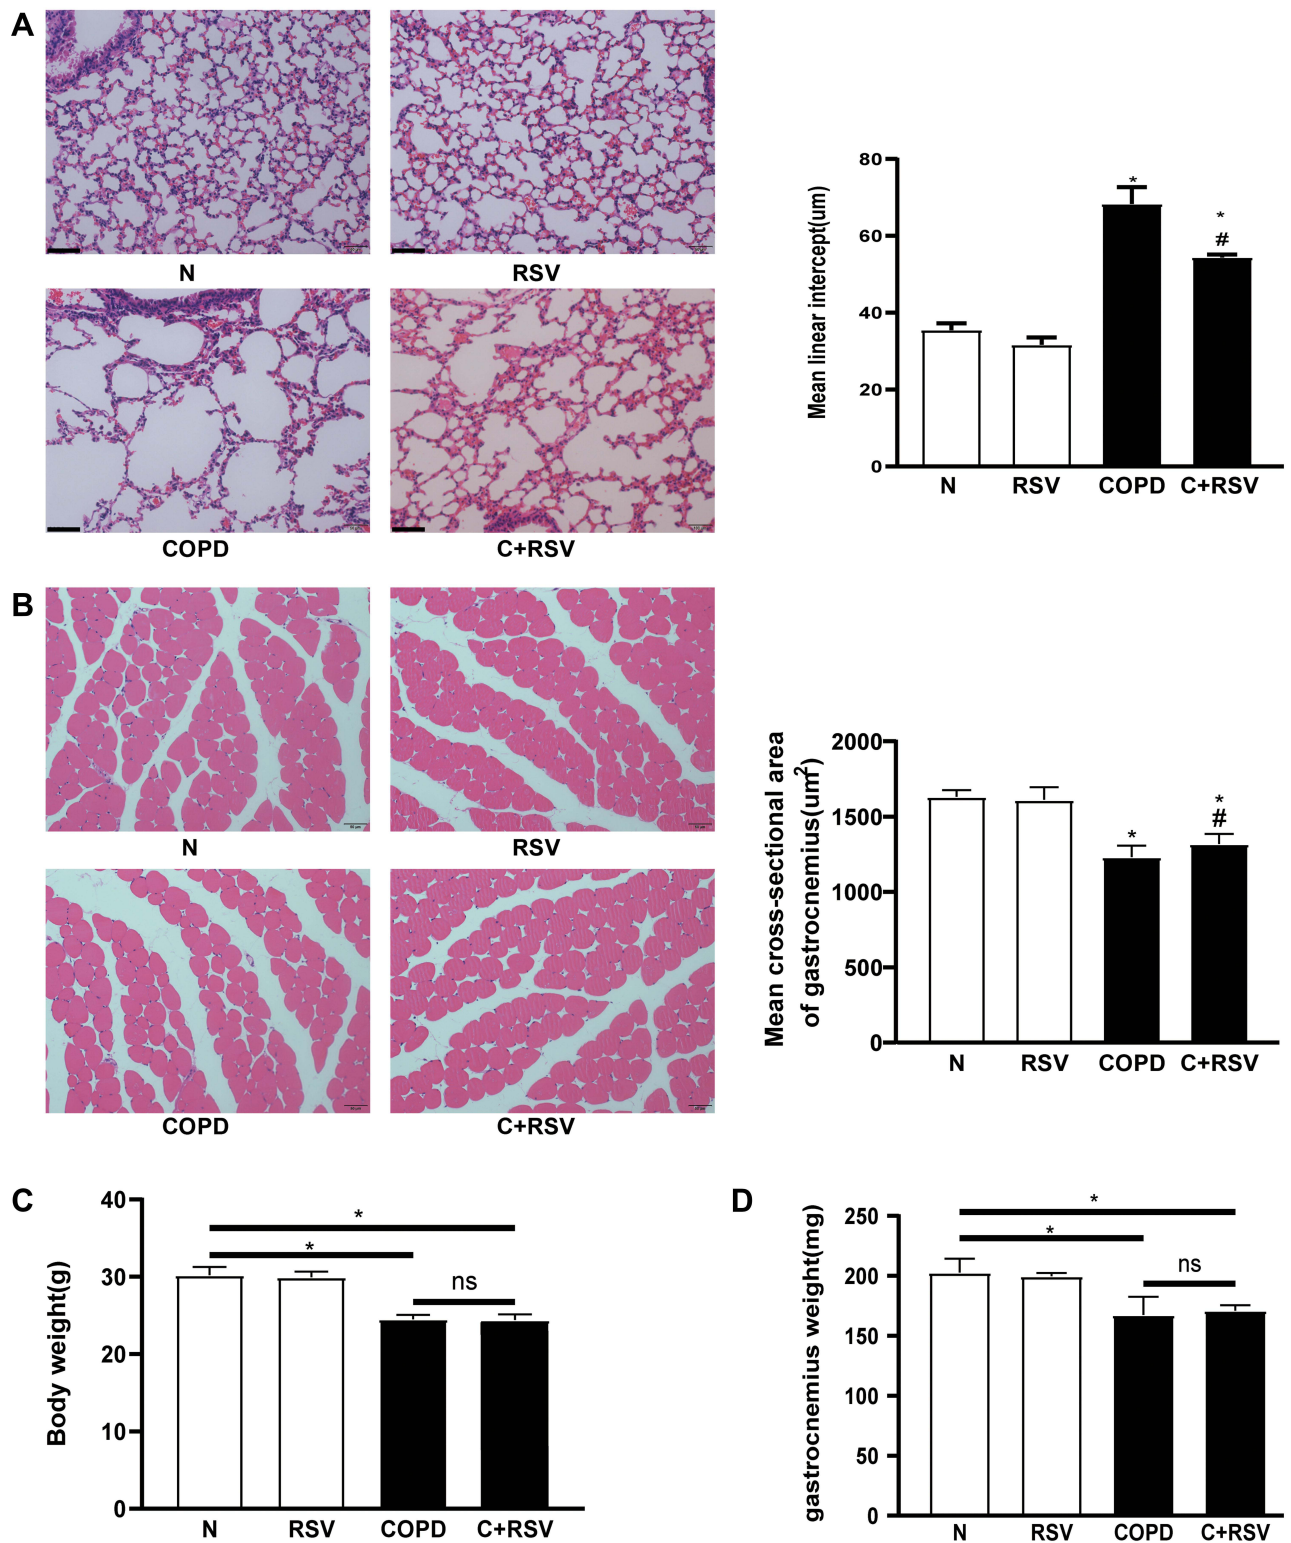 A
N
RSV
COPD
C+RSV
Mean linear intercept(um)
80
60
40
20
0
*
*
#
N
RSV
COPD
C+RSV
B
N
RSV
COPD
C+RSV
Mean cross-sectional area
of gastrocnemius(um²)
2000
1500
1000
500
0
*
*
#
N
RSV
COPD
C+RSV
C
Body weight(g)
40
30
20
10
0
*
*
ns
N
RSV
COPD
C+RSV
D
gastrocnemius weight(mg)
250
200
150
100
50
0
*
*
ns
N
RSV
COPD
C+RSV